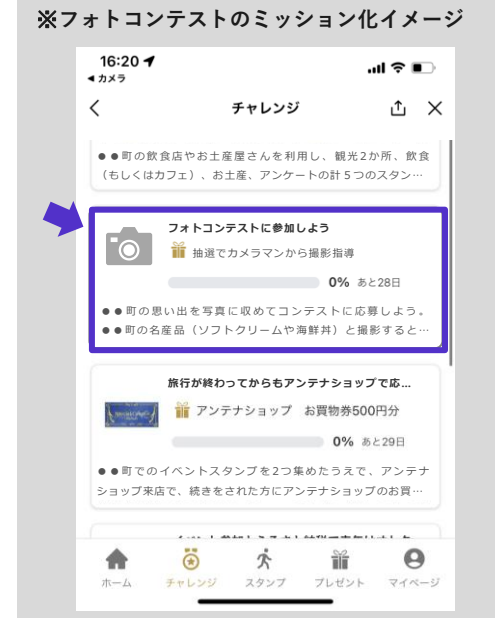 ※フォトコンテストのミッション化イメージ
16:20
◀ カメラ
チャレンジ
●●町の飲食店やお土産屋さんを利用し、観光2か所、飲食
(もしくはカフェ)、お土産、アンケートの計5つのスタン…
フォトコンテストに参加しよう
抽選でカメラマンから撮影指導
0% あと28日
●●町の思い出を写真に収めてコンテストに応募しよう。
●●町の名産品(ソフトクリームや海鮮丼)と撮影すると…
旅行が終わってからもアンテナショップで応...
アンテナショップ お買物券500円分
0% あと29日
●●町でのイベントスタンプを2つ集めたうえで、アンテナ
ショップ来店で、続きをされた方にアンテナショップのお買…
ホーム チャレンジ スタンプ プレゼント マイページ